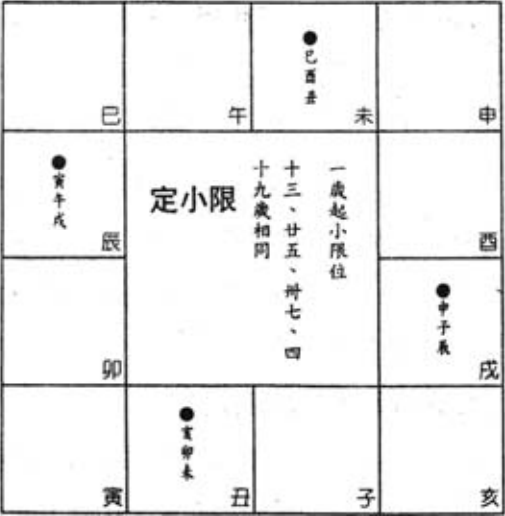 巳
午
●巳酉丑
未
申
●寅午戌
辰
定小限
一歲起小限位
十三、廿五、卅七、四
十九歲相同
酉
卯
●申子辰
戌
寅
●亥卯未
丑
子
亥